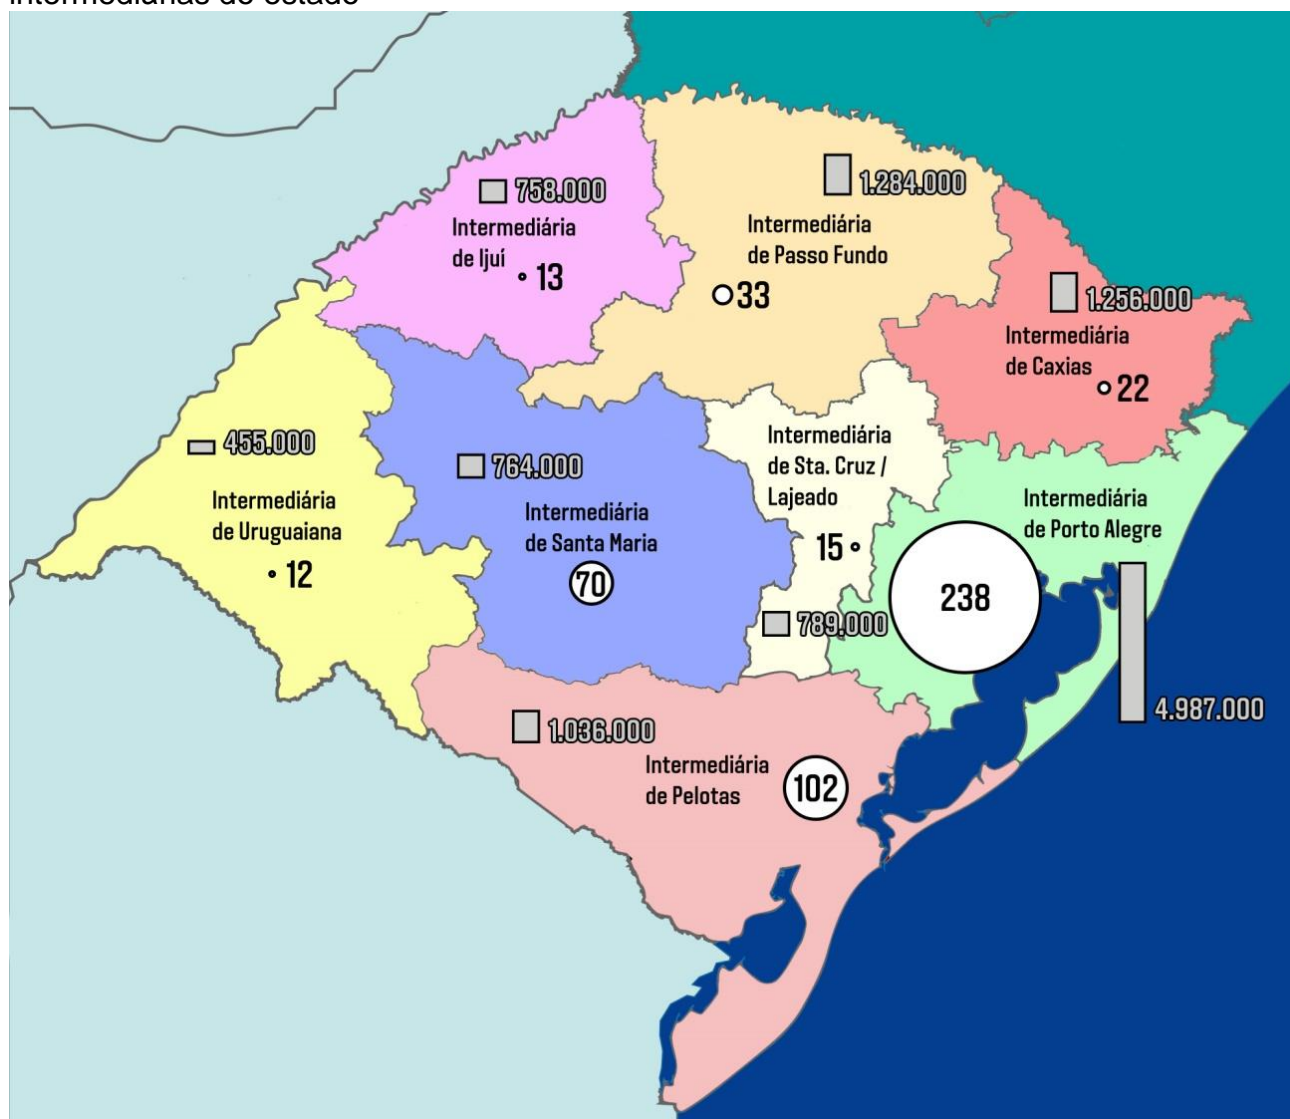 intermediárias do estado
758.000
Intermediária
de Ijuí
13
1.284.000
Intermediária
de Passo Fundo
33
1.256.000
Intermediária
de Caxias
22
455.000
Intermediária
de Uruguaiana
12
764.000
Intermediária
de Santa Maria
70
Intermediária
de Sta. Cruz /
Lajeado
15
789.000
Intermediária
de Porto Alegre
238
4.987.000
1.036.000
Intermediária
de Pelotas
102